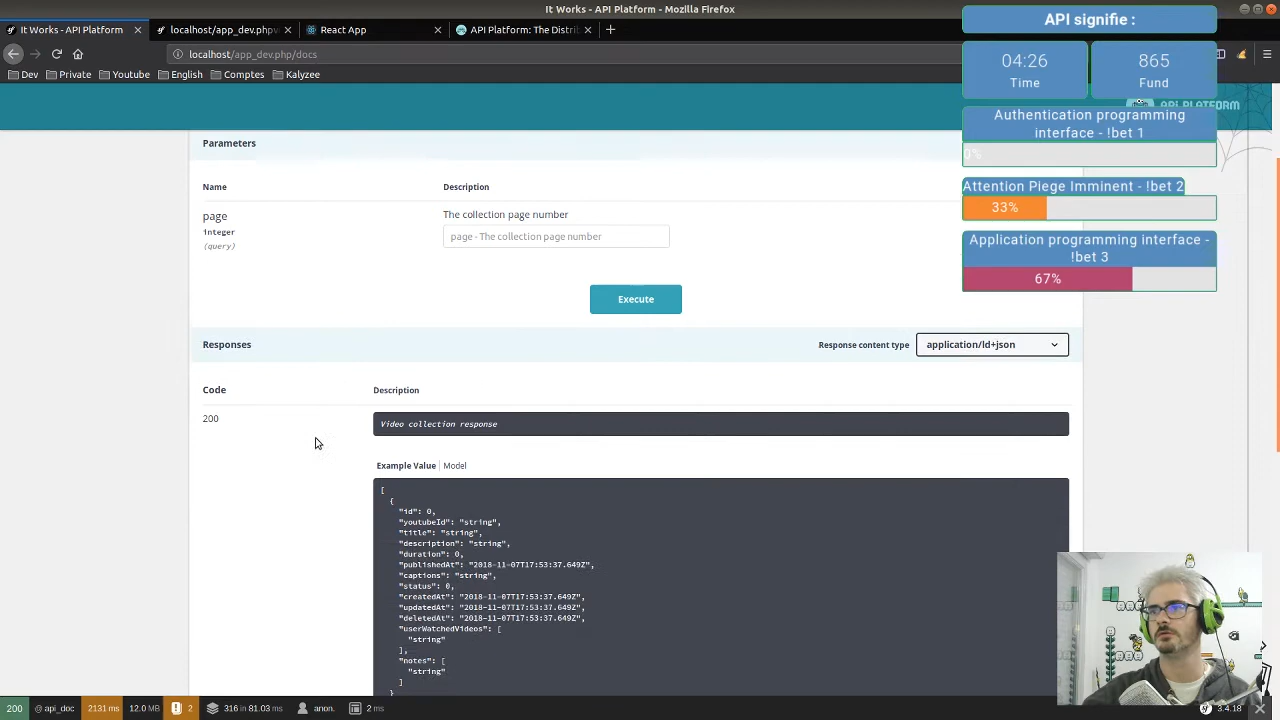 It Works - API Platform - Mozilla Firefox
It Works - API Platform
localhost/app_dev.php
React App
API Platform: The Distri
localhost/app_dev.php/docs
Dev
Private
Youtube
English
Comptes
Kalyzee
API signifie :
04:26
Time
865
Fund
API PLATFORM
Authentication programming
interface - !bet 1
0%
Attention Piege Imminent - !bet 2
33%
Application programming interface -
!bet 3
67%
Parameters
Name
Description
page
The collection page number
integer
(query)
page - The collection page number
Execute
Responses
Response content type
application/ld+json
Code
Description
200
Video collection response
Example Value
Model
[
{
"id": 0,
"youtubeId": "string",
"title": "string",
"description": "string",
"duration": 0,
"publishedAt": "2018-11-07T17:53:37.649Z",
"captions": "string",
"status": 0,
"createdAt": "2018-11-07T17:53:37.649Z",
"updatedAt": "2018-11-07T17:53:37.649Z",
"deletedAt": "2018-11-07T17:53:37.649Z",
"userWatchedVideos": [
"string"
],
"notes": [
"string"
]
}
200
@ api_doc
2131 ms
12.0 MB
2
316 in 81.03 ms
anon.
2 ms
3.4.18